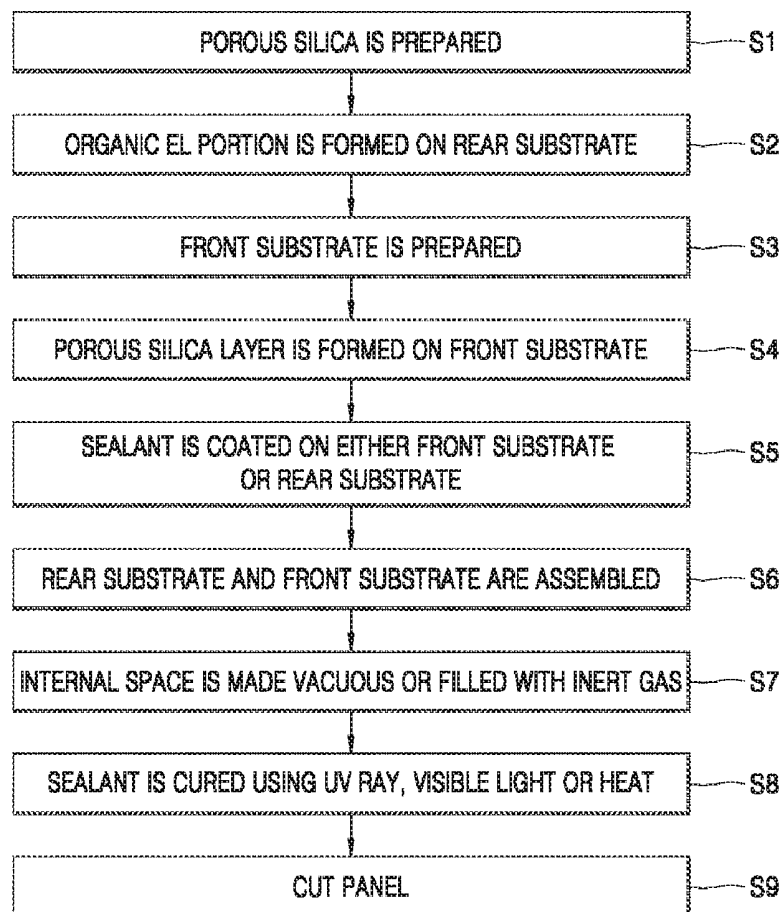 POROUS SILICA IS PREPARED S1
ORGANIC EL PORTION IS FORMED ON REAR SUBSTRATE S2
FRONT SUBSTRATE IS PREPARED S3
POROUS SILICA LAYER IS FORMED ON FRONT SUBSTRATE S4
SEALANT IS COATED ON EITHER FRONT SUBSTRATE
OR REAR SUBSTRATE S5
REAR SUBSTRATE AND FRONT SUBSTRATE ARE ASSEMBLED S6
INTERNAL SPACE IS MADE VACUOUS OR FILLED WITH INERT GAS S7
SEALANT IS CURED USING UV RAY, VISIBLE LIGHT OR HEAT S8
CUT PANEL S9